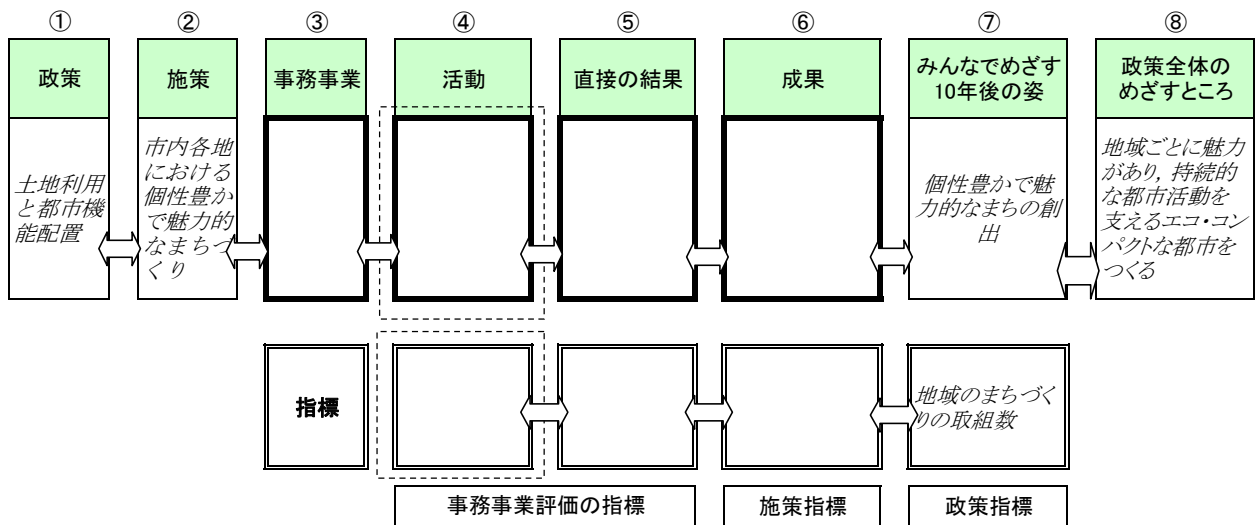 ① ② ③ ④ ⑤ ⑥ ⑦ ⑧
政策
施策
事務事業
活動
直接の結果
成果
みんなでめざす
10年後の姿
政策全体の
めざすところ
土地利用
と都市機
能配置
市内各地
における
個性豊か
で魅力的
なまちづ
くり
個性豊かで魅
力的なまちの創
出
地域ごとに魅力
があり，持続的
な都市活動を
支えるエコ・コン
パクトな都市を
つくる
指標
地域のまちづく
りの取組数
事務事業評価の指標
施策指標
政策指標